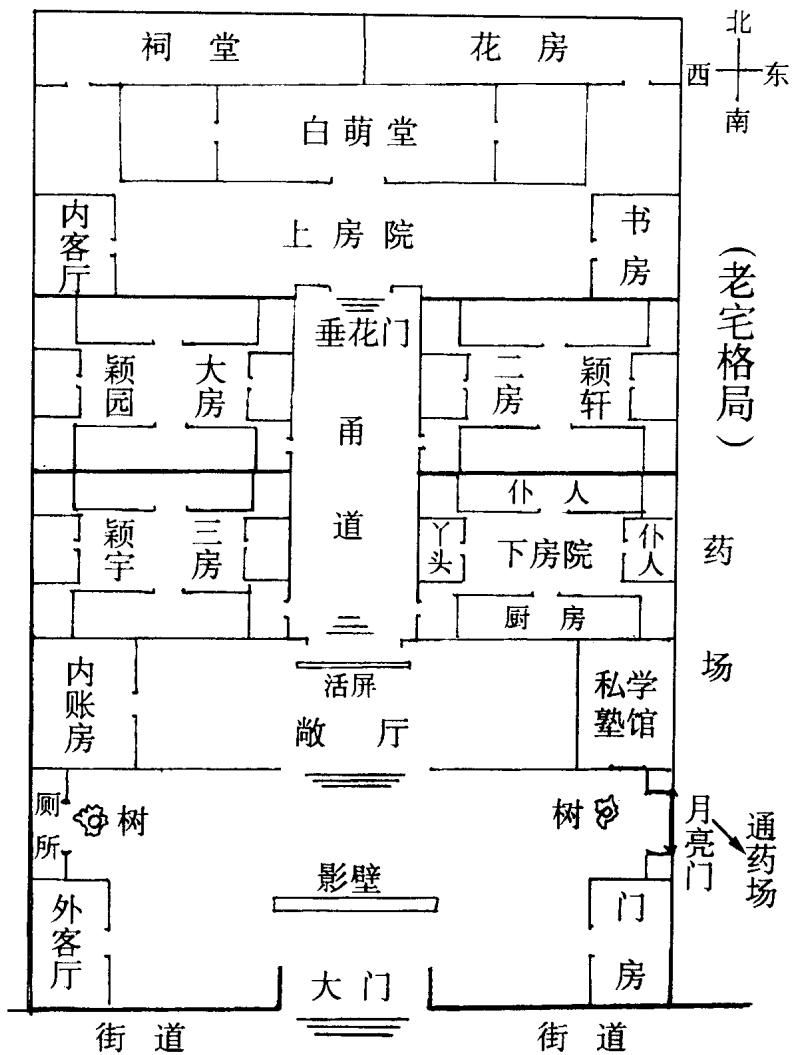 北
西 东
南
祠堂
花房
白萌堂
内客厅
上房院
书房
(老宅格局)
垂花门
颖园
大房
二房
颖轩
甬道
颖宇
三房
仆人
丫头
下房院
仆人
厨房
药场
内账房
活屏
敞厅
私塾
学馆
厕所
树
树
月亮门
通药场
影壁
外客厅
大门
门房
街道
街道